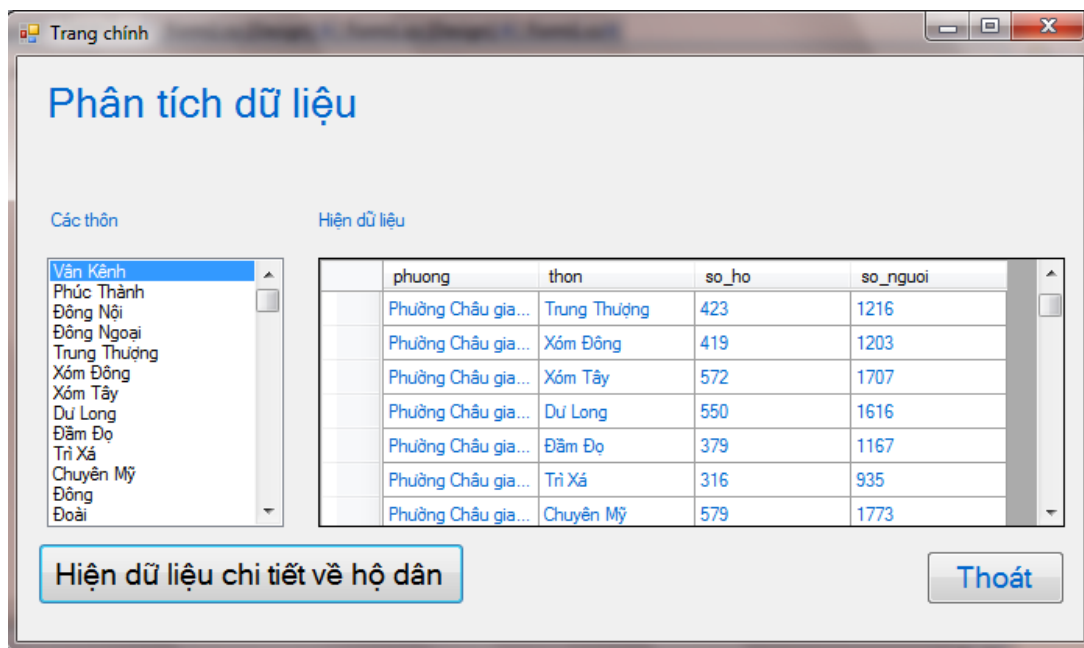 Trang chính
Phân tích dữ liệu
Các thôn
Hiện dữ liệu
Vân Kênh
Phúc Thành
Đông Nội
Đông Ngoại
Trung Thượng
Xóm Đông
Xóm Tây
Dư Long
Đầm Đọ
Trì Xá
Chuyên Mỹ
Đông
Đoài
phuong thon so_ho so_nguoi
Phường Châu gia... Trung Thượng 423 1216
Phường Châu gia... Xóm Đông 419 1203
Phường Châu gia... Xóm Tây 572 1707
Phường Châu gia... Dư Long 550 1616
Phường Châu gia... Đầm Đọ 379 1167
Phường Châu gia... Trì Xá 316 935
Phường Châu gia... Chuyên Mỹ 579 1773
Hiện dữ liệu chi tiết về hộ dân
Thoát